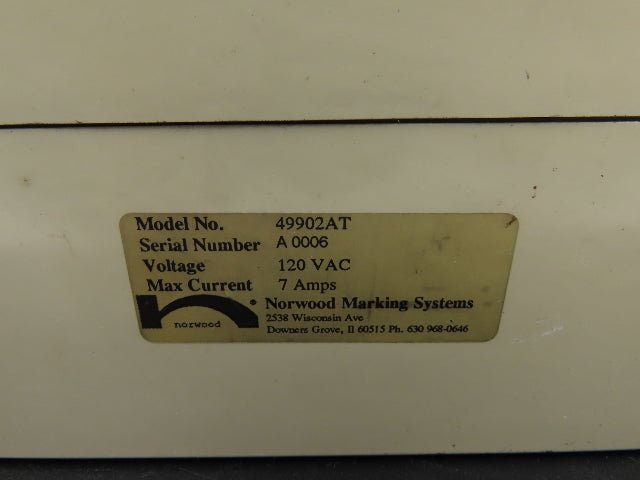 Model No. 49902AT
Serial Number A 0006
Voltage 120 VAC
Max Current 7 Amps
norwood ® Norwood Marking Systems
2538 Wisconsin Ave
Downers Grove, Il 60515 Ph. 630 968-0646